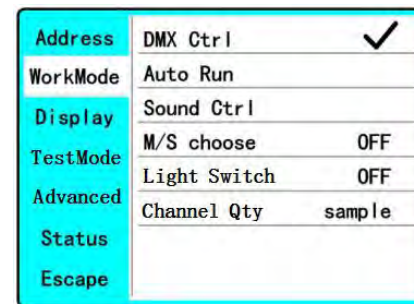 Address
WorkMode
Display
TestMode
Advanced
Status
Escape
DMX Ctrl
Auto Run
Sound Ctrl
M/S choose OFF
Light Switch OFF
Channel Qty sample